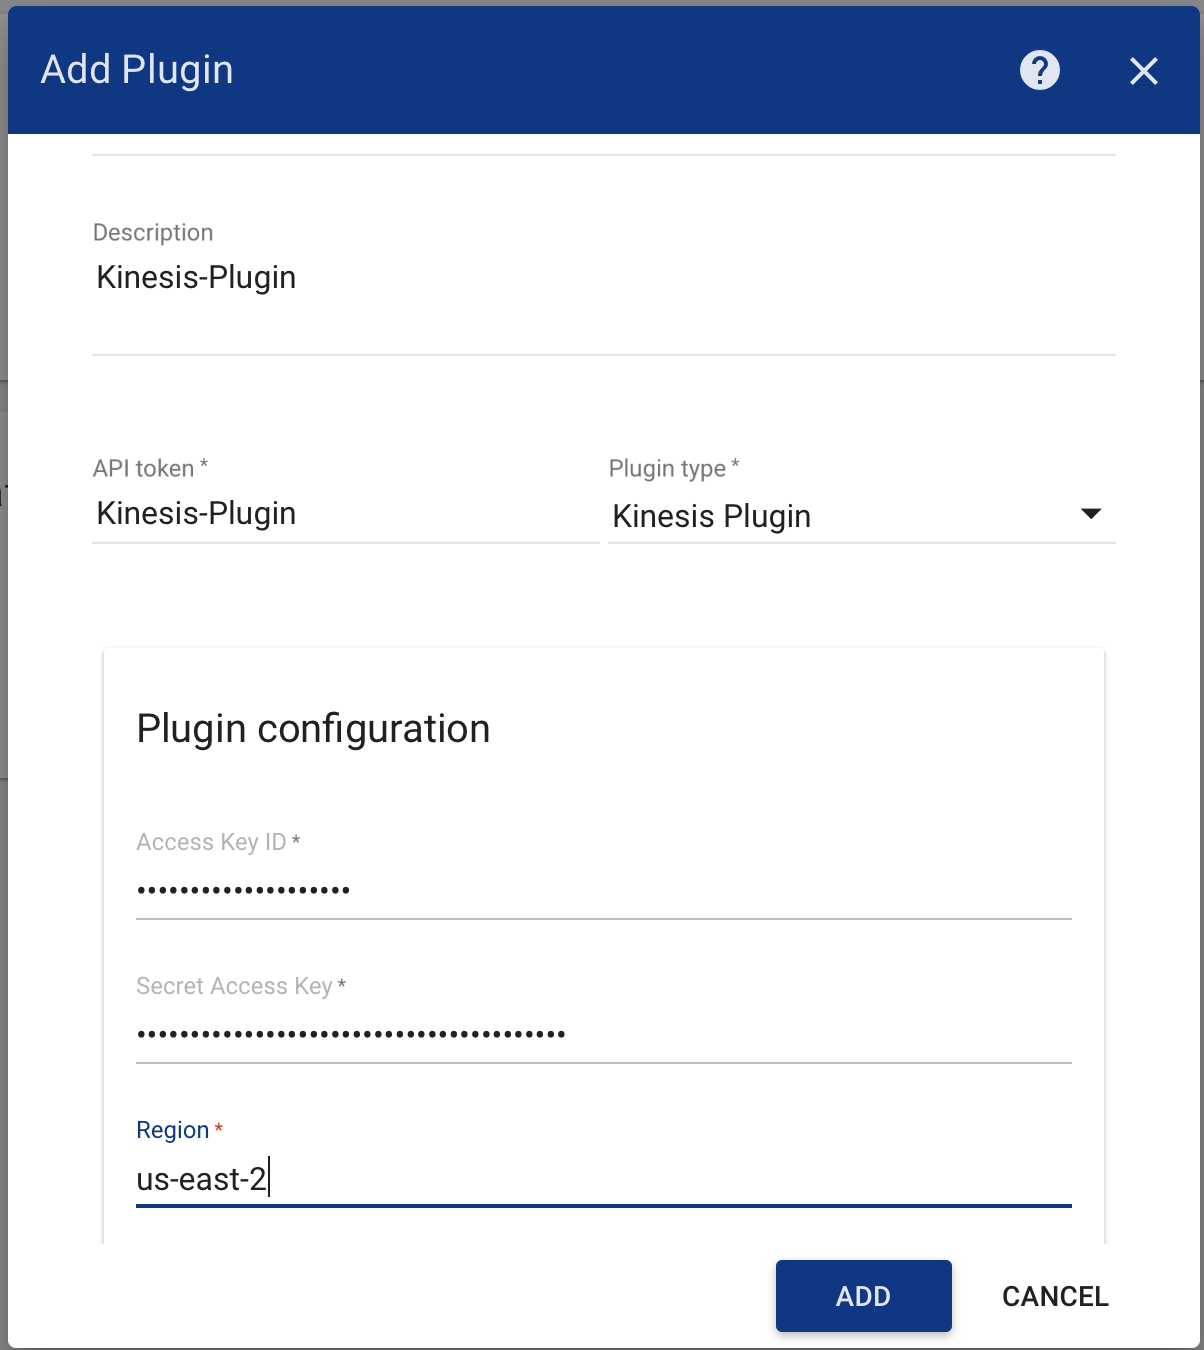 Add Plugin
Description
Kinesis-Plugin
API token *
Plugin type *
Kinesis-Plugin
Kinesis Plugin
Plugin configuration
Access Key ID *
••••••••••••••••••••
Secret Access Key *
••••••••••••••••••••••••••••••••••••••••
Region *
us-east-2
ADD
CANCEL